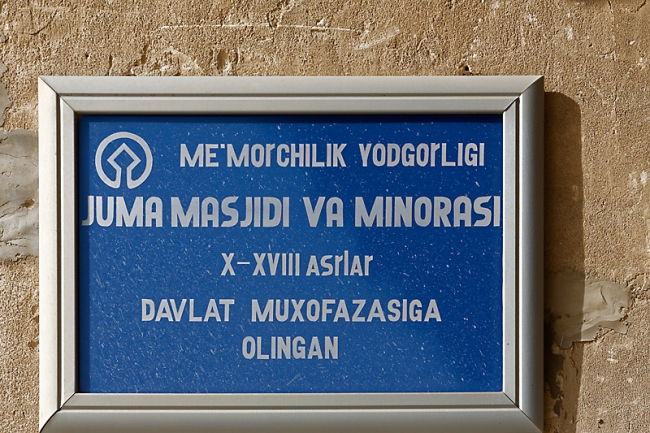 ME'MOrCHILIK YODGOrLIGI
JUMA MASJIDI VA MINORASI
X-XVIII ASrlAr
DAVLAT MUXOFAZASIGA
OLINGAN